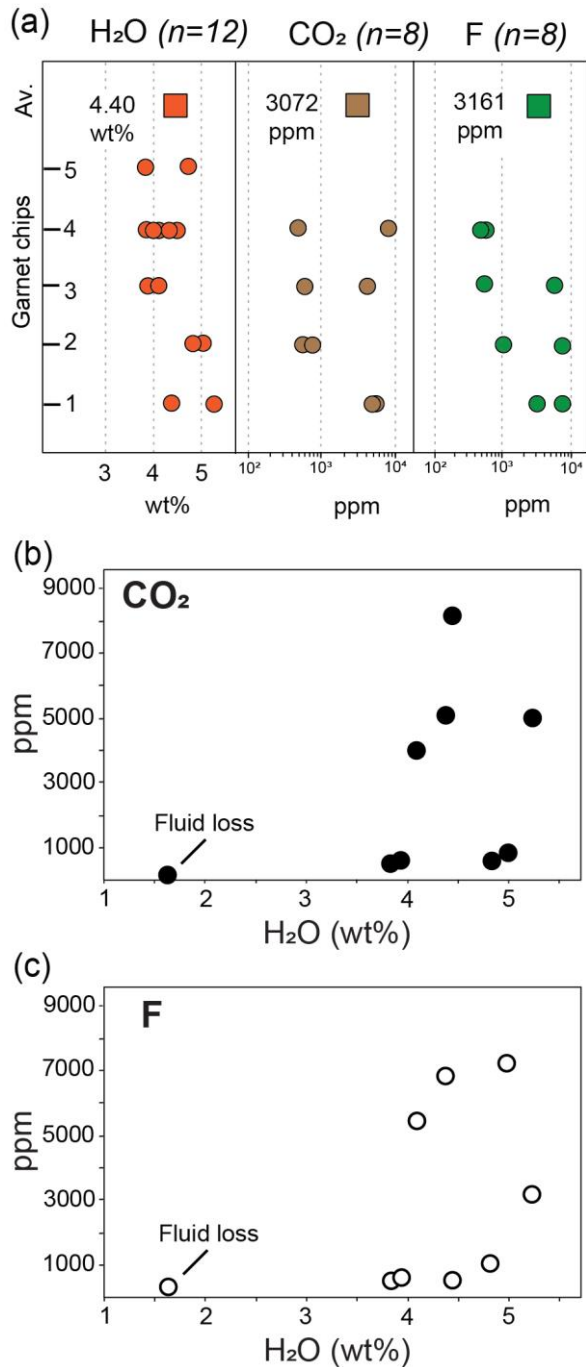 (a)
H₂O (n=12) CO₂ (n=8) F (n=8)
Av.
4.40
wt%
3072
ppm
3161
ppm
Garnet chips
5
4
3
2
1
3 4 5
10² 10³ 10⁴
10² 10³ 10⁴
wt% ppm ppm
(b)
CO₂
9000
7000
5000
3000
1000
ppm
Fluid loss
1 2 3 4 5
H₂O (wt%)
(c)
F
9000
7000
5000
3000
1000
ppm
Fluid loss
1 2 3 4 5
H₂O (wt%)